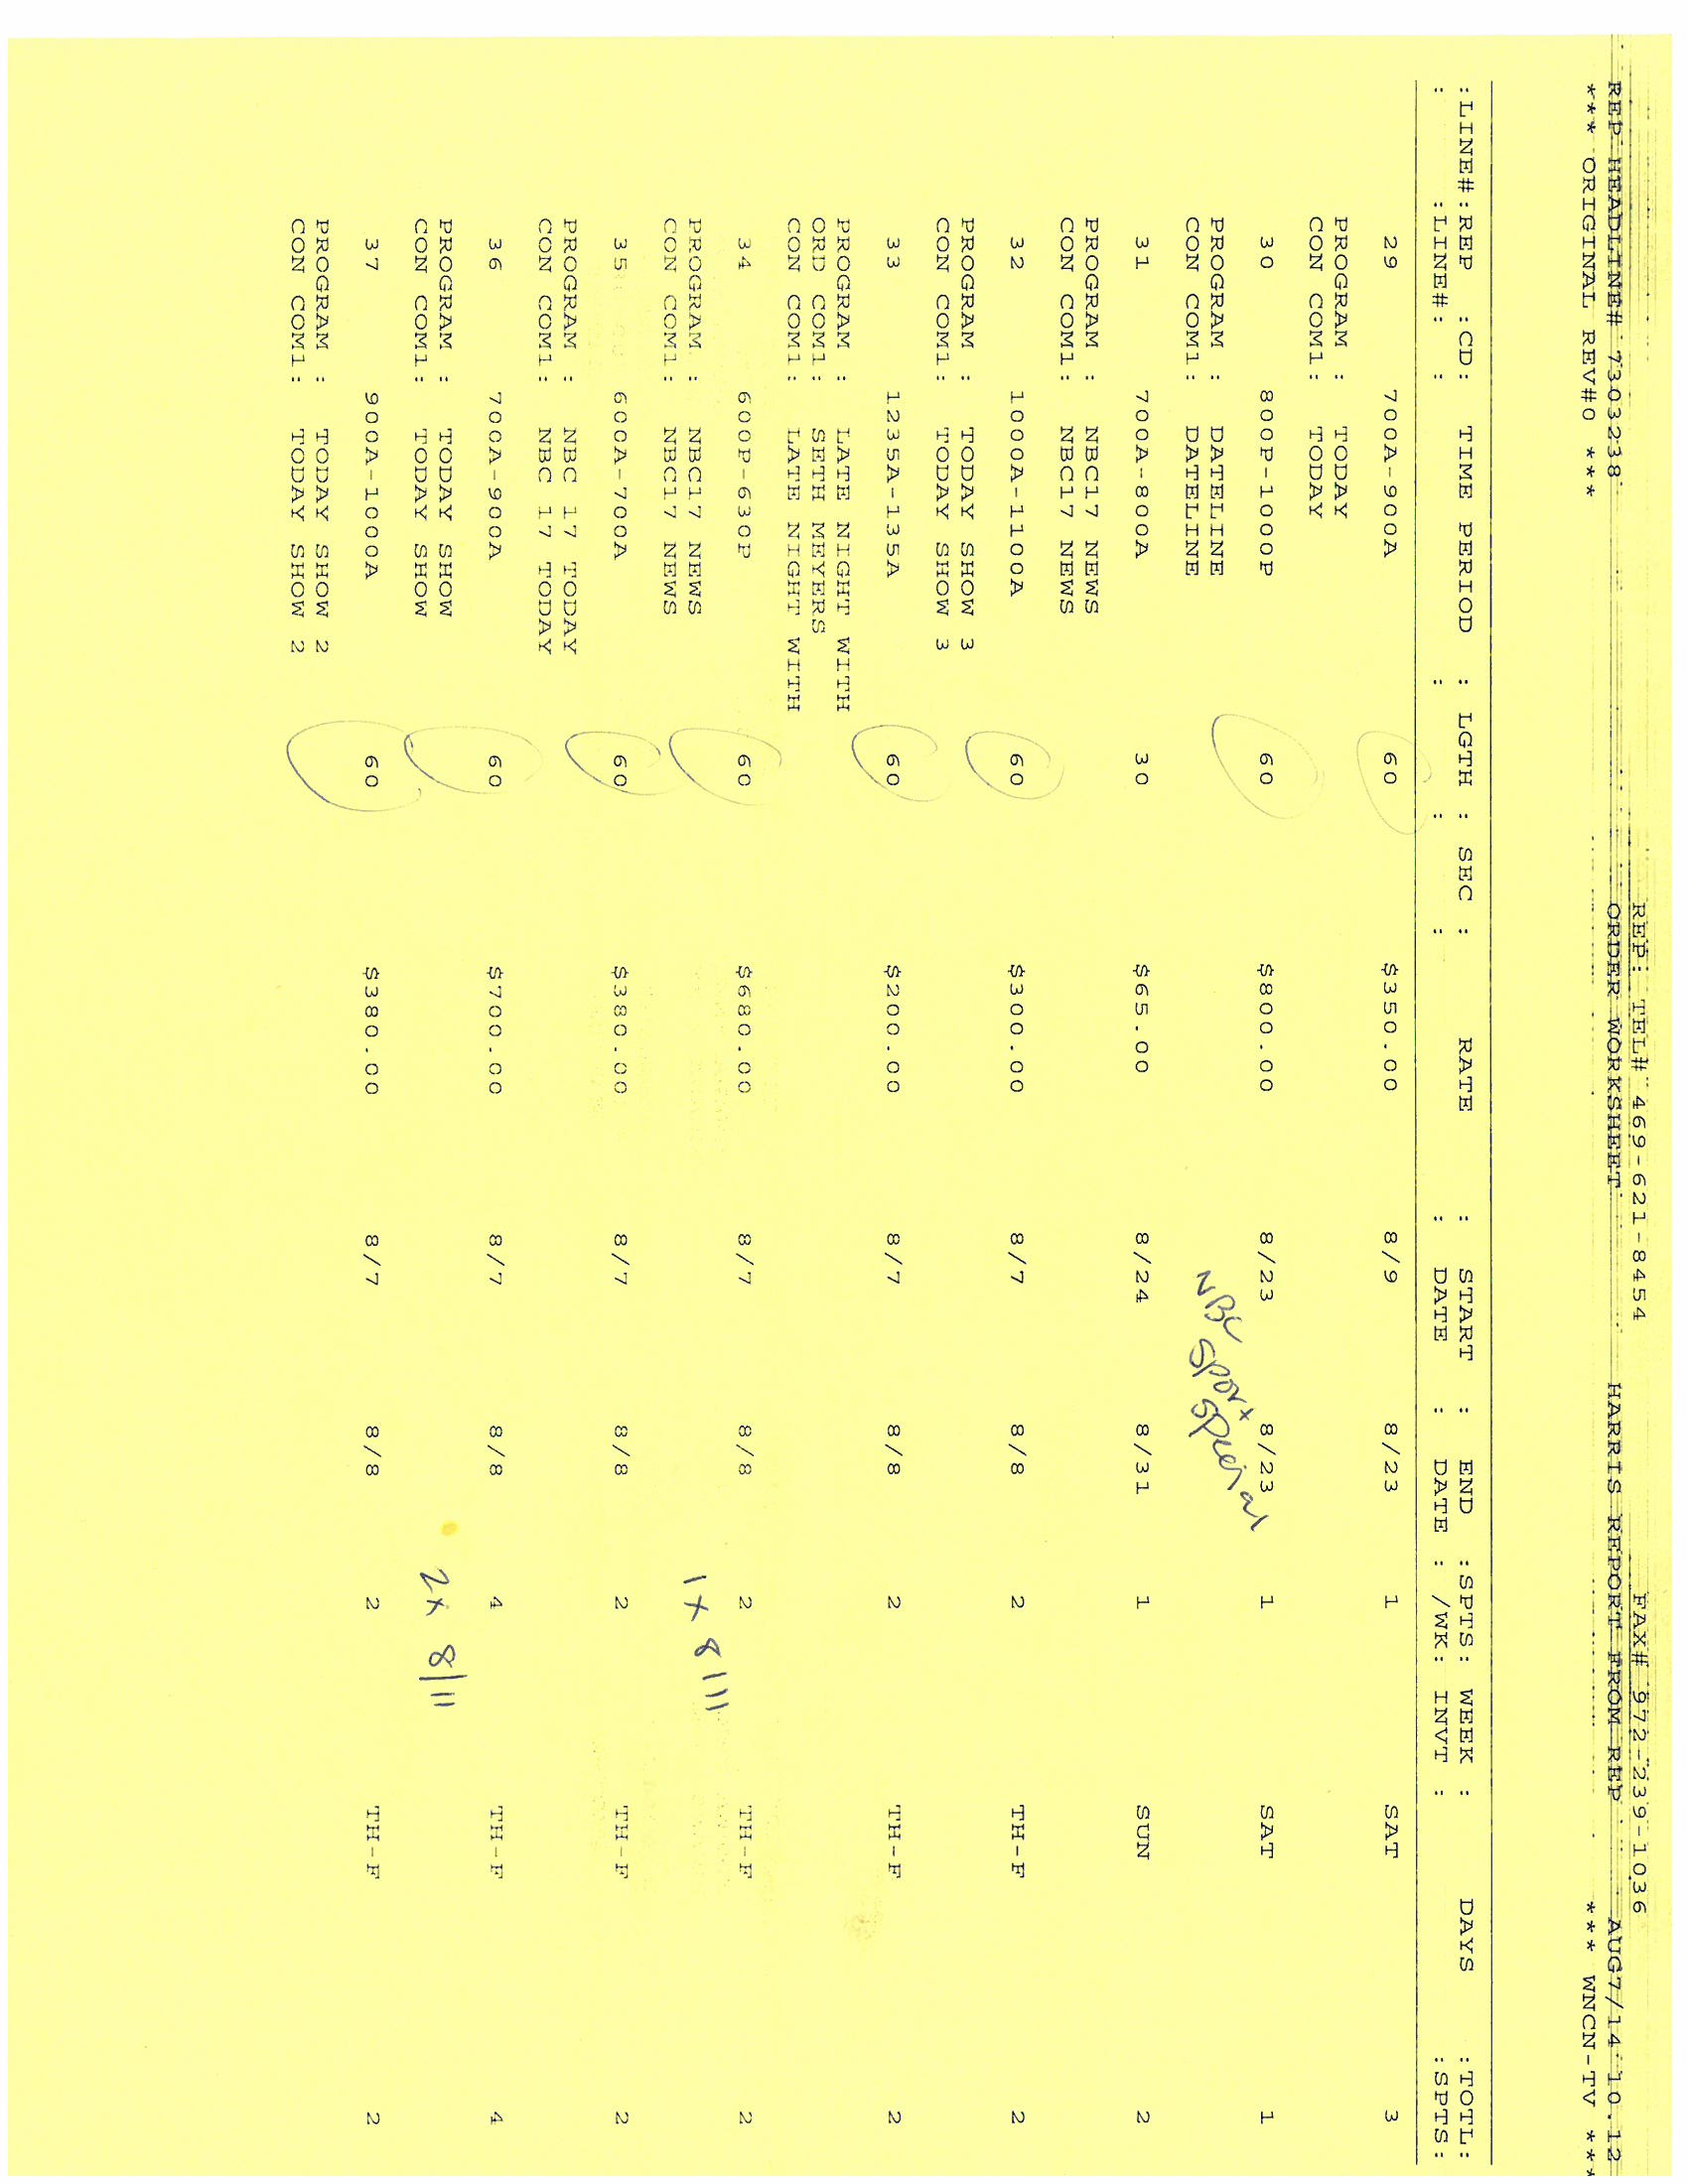 REP: TEL# 469-621-8454 FAX# 972-239-1036
REP HEADLINE# 7303238 ORDER WORKSHEET HARRIS REPORT FROM REP AUG7/14 10.12
*** ORIGINAL REV#0 *** *** WNCN-TV ***
:LINE#:REP :CD: TIME PERIOD : LGTH : SEC : RATE : START : END :SPTS: WEEK : DAYS :TOTL:
: :LINE#: : : : : DATE : DATE : /WK: INVT : :SPTS:
29 700A-900A 60 $350.00 8/9 8/23 1 SAT 3
PROGRAM : TODAY
CON COM1: TODAY
30 800P-1000P 60 $800.00 8/23 8/23 1 SAT 1
PROGRAM : DATELINE
NBC Sport Special
CON COM1: DATELINE
31 700A-800A 30 $65.00 8/24 8/31 1 SUN 2
PROGRAM : NBC17 NEWS
CON COM1: NBC17 NEWS
32 1000A-1100A 60 $300.00 8/7 8/8 2 TH-F 2
PROGRAM : TODAY SHOW 3
CON COM1: TODAY SHOW 3
33 1235A-135A 60 $200.00 8/7 8/8 2 TH-F 2
PROGRAM : LATE NIGHT WITH
ORD COM1: SETH MEYERS
CON COM1: LATE NIGHT WITH
34 600P-630P 60 $680.00 8/7 8/8 2 TH-F 2
PROGRAM : NBC17 NEWS 1x 8/11
CON COM1: NBC17 NEWS
35 600A-700A 60 $380.00 8/7 8/8 2 TH-F 2
PROGRAM : NBC 17 TODAY
CON COM1: NBC 17 TODAY
36 700A-900A 60 $700.00 8/7 8/8 4 TH-F 4
PROGRAM : TODAY SHOW 2x 8/11
CON COM1: TODAY SHOW
37 900A-1000A 60 $380.00 8/7 8/8 2 TH-F 2
PROGRAM : TODAY SHOW 2
CON COM1: TODAY SHOW 2